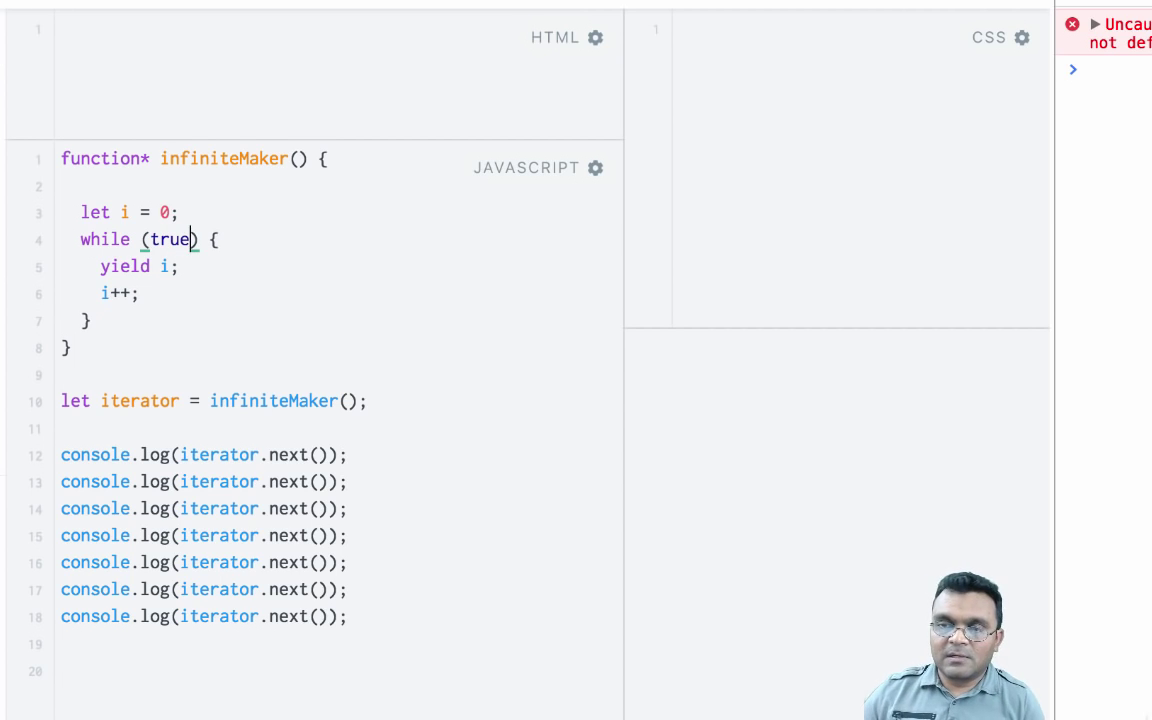 1
HTML
1
CSS
Uncau
not def
JAVASCRIPT
1 function* infiniteMaker() {
2
3 let i = 0;
4 while (true) {
5 yield i;
6 i++;
7 }
8 }
9
10 let iterator = infiniteMaker();
11
12 console.log(iterator.next());
13 console.log(iterator.next());
14 console.log(iterator.next());
15 console.log(iterator.next());
16 console.log(iterator.next());
17 console.log(iterator.next());
18 console.log(iterator.next());
19
20